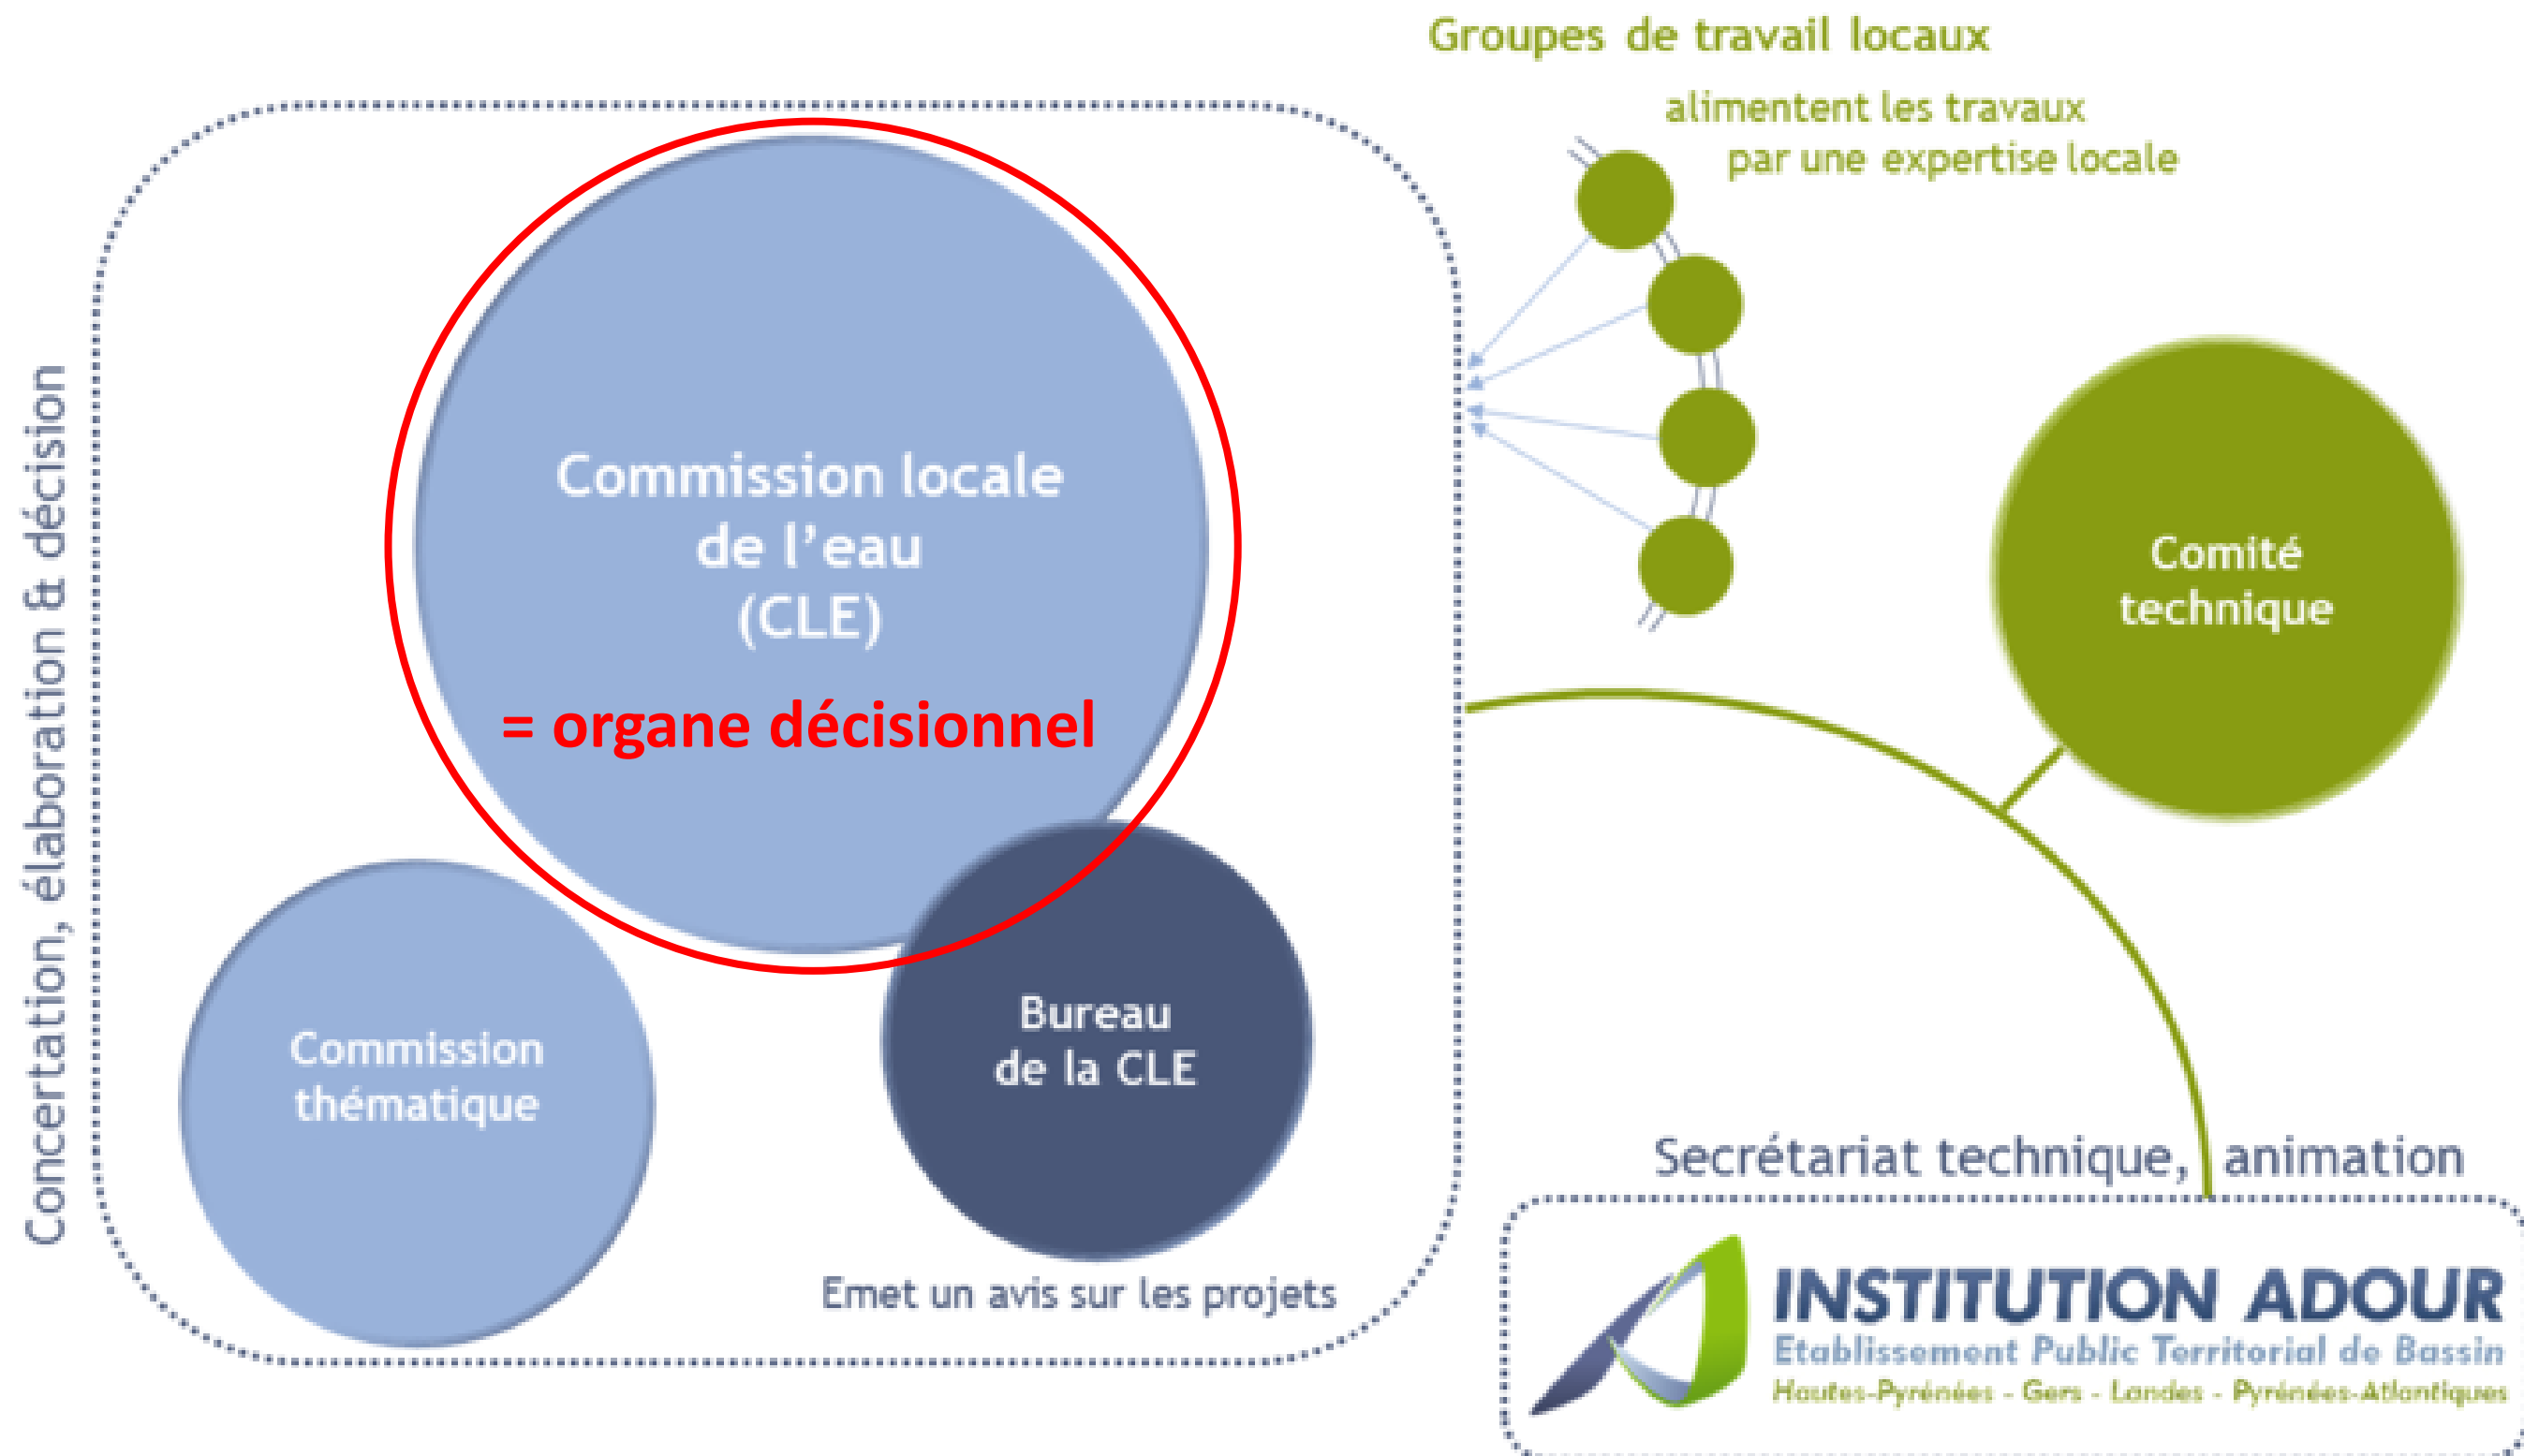 Groupes de travail locaux
alimentent les travaux
par une expertise locale
Concertation, élaboration & décision
Commission locale
de l'eau
(CLE)
= organe décisionnel
Comité
technique
Commission
thématique
Bureau
de la CLE
Emet un avis sur les projets
Secrétariat technique, animation
INSTITUTION ADOUR
Etablissement Public Territorial de Bassin
Hautes-Pyrénées - Gers - Landes - Pyrénées-Atlantiques